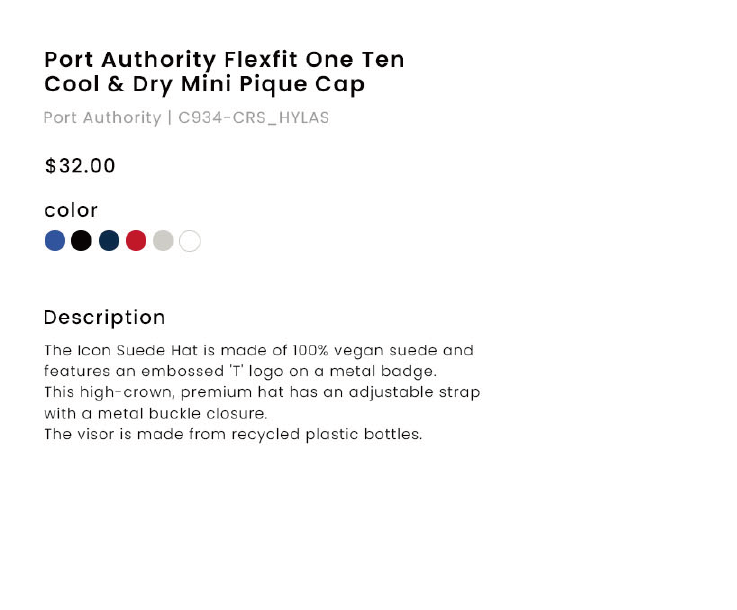 Port Authority Flexfit One Ten
Cool & Dry Mini Pique Cap
Port Authority | C934-CRS_HYLAS
$32.00
color
Description
The Icon Suede Hat is made of 100% vegan suede and
features an embossed 'T' logo on a metal badge.
This high-crown, premium hat has an adjustable strap
with a metal buckle closure.
The visor is made from recycled plastic bottles.